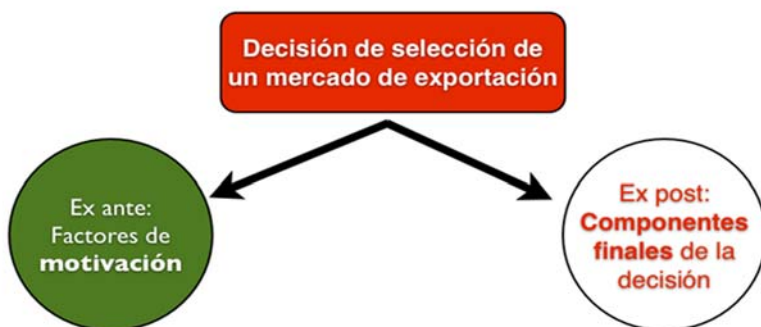 Decisión de selección de
un mercado de exportación
Ex ante:
Factores de
motivación
Ex post:
Componentes
finales de la
decisión